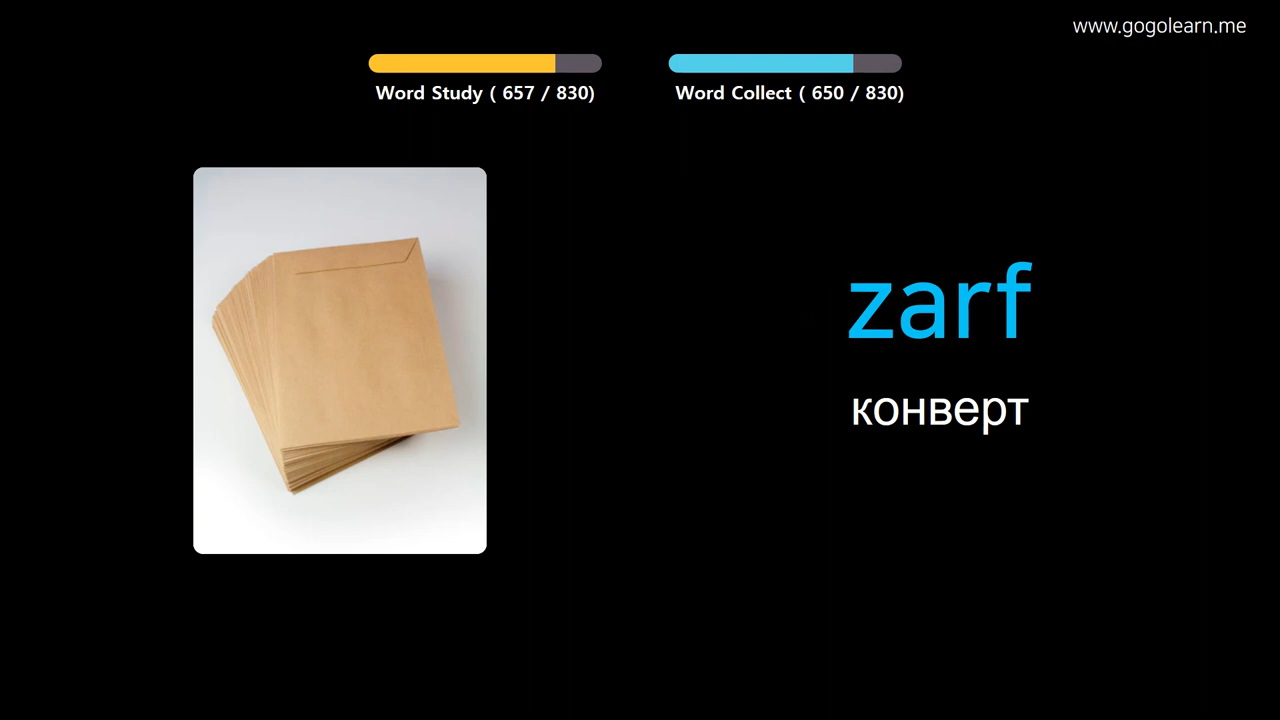 www.gogolearn.me
Word Study ( 657 / 830)
Word Collect ( 650 / 830)
zarf
конверт